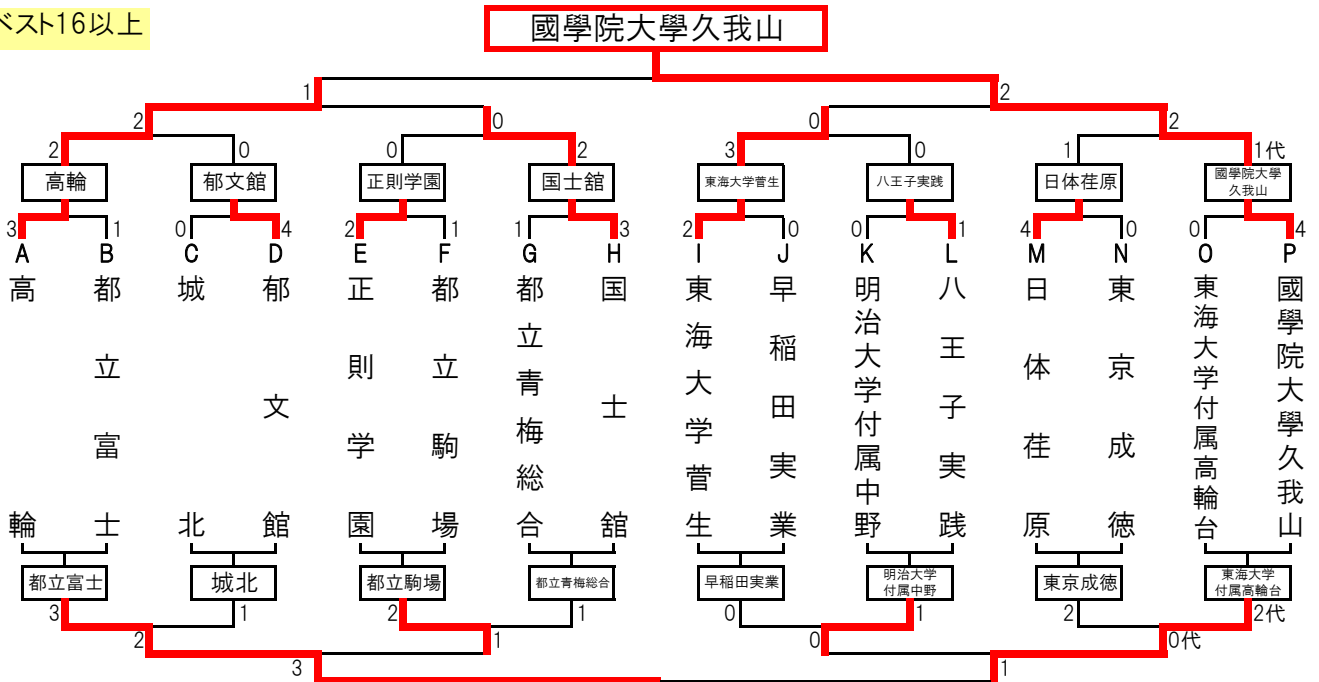 ベスト16以上
國學院大學久我山
1 2
2 0 0 2
2 0 0 2 3 0 1 1代
高輪 郁文館 正則学園 国士舘 東海大学菅生 八王子実践 日体荏原 國學院大學
久我山
3 1 0 4 2 1 1 3 2 0 0 1 4 0 0 4
A B C D E F G H I J K L M N O P
高輪
都立富士
城北
郁文館
正則学園
都立駒場
都立青梅総合
国士舘
東海大学菅生
早稲田実業
明治大学付属中野
八王子実践
日体荏原
東京成徳
東海大学付属高輪台
國學院大學久我山
都立富士 城北 都立駒場 都立青梅総合 早稲田実業 明治大学
付属中野
東京成徳 東海大学
付属高輪台
3 1 2 1 0 1 2 2代
2 1 0 0代
3 1